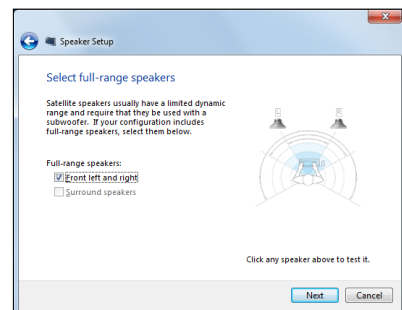 Speaker Setup
Select full-range speakers
Satellite speakers usually have a limited dynamic
range and require that they be used with a
subwoofer. If your configuration includes
full-range speakers, select them below.
L R
Full-range speakers:
Front left and right
Surround speakers
Click any speaker above to test it.
Next Cancel